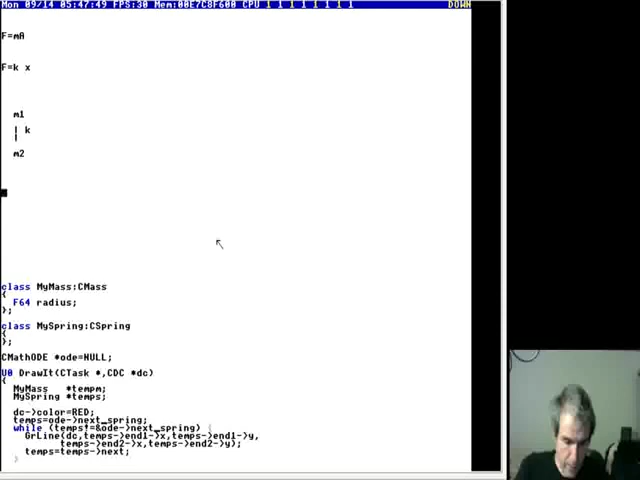 Mon 09/14 05:47:49 FPS:30 Mem:00E7C8F600 CPU 1 1 1 1 1 1 1 1 DOWN
F=mA
F=k x
m1
| k
|
m2
class MyMass:CMass
{
F64 radius;
};
class MySpring:CSpring
{
};
CMathODE *ode=NULL;
U0 DrawIt(CTask *,CDC *dc)
{
MyMass *tempm;
MySpring *temps;
dc->color=RED;
temps=ode->next_spring;
while (temps!=&ode->next_spring) {
GrLine(dc,temps->end1->x,temps->end1->y,
temps->end2->x,temps->end2->y);
temps=temps->next;
}